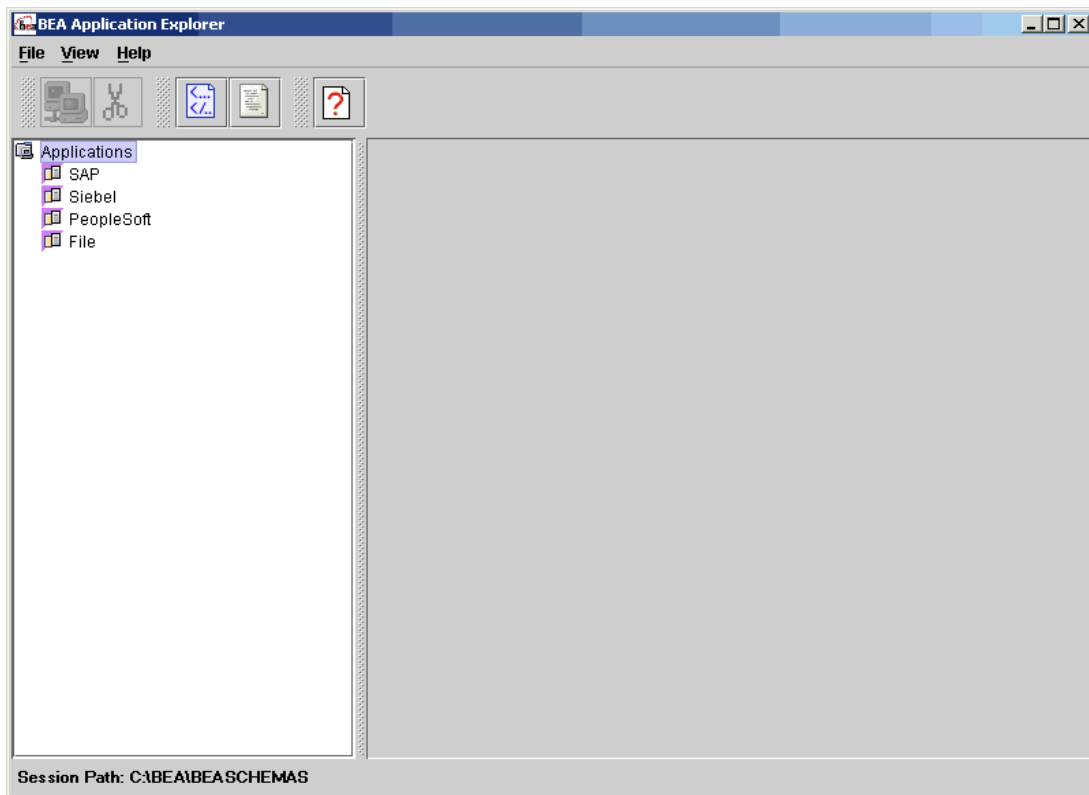 BEA Application Explorer
File View Help
Applications
SAP
Siebel
PeopleSoft
File
Session Path: C:\BEA\BEASCHEMAS